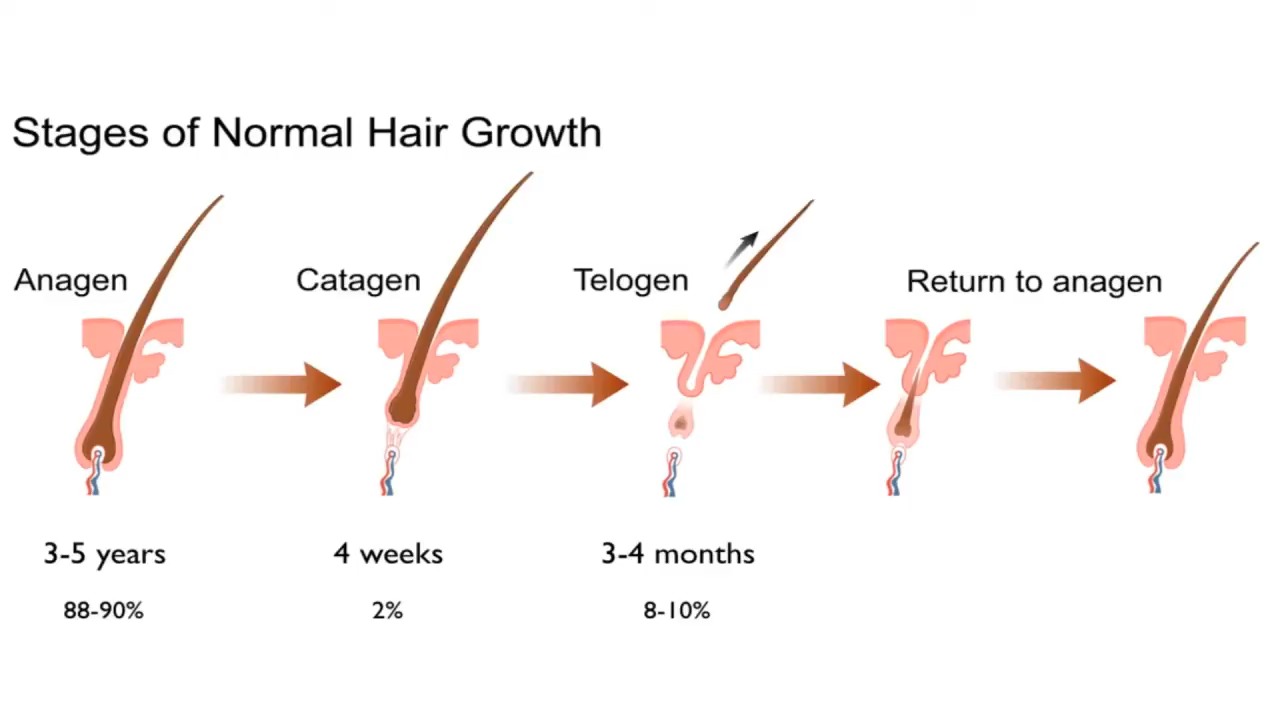 Stages of Normal Hair Growth
Anagen
Catagen
Telogen
Return to anagen
3-5 years
4 weeks
3-4 months
88-90%
2%
8-10%